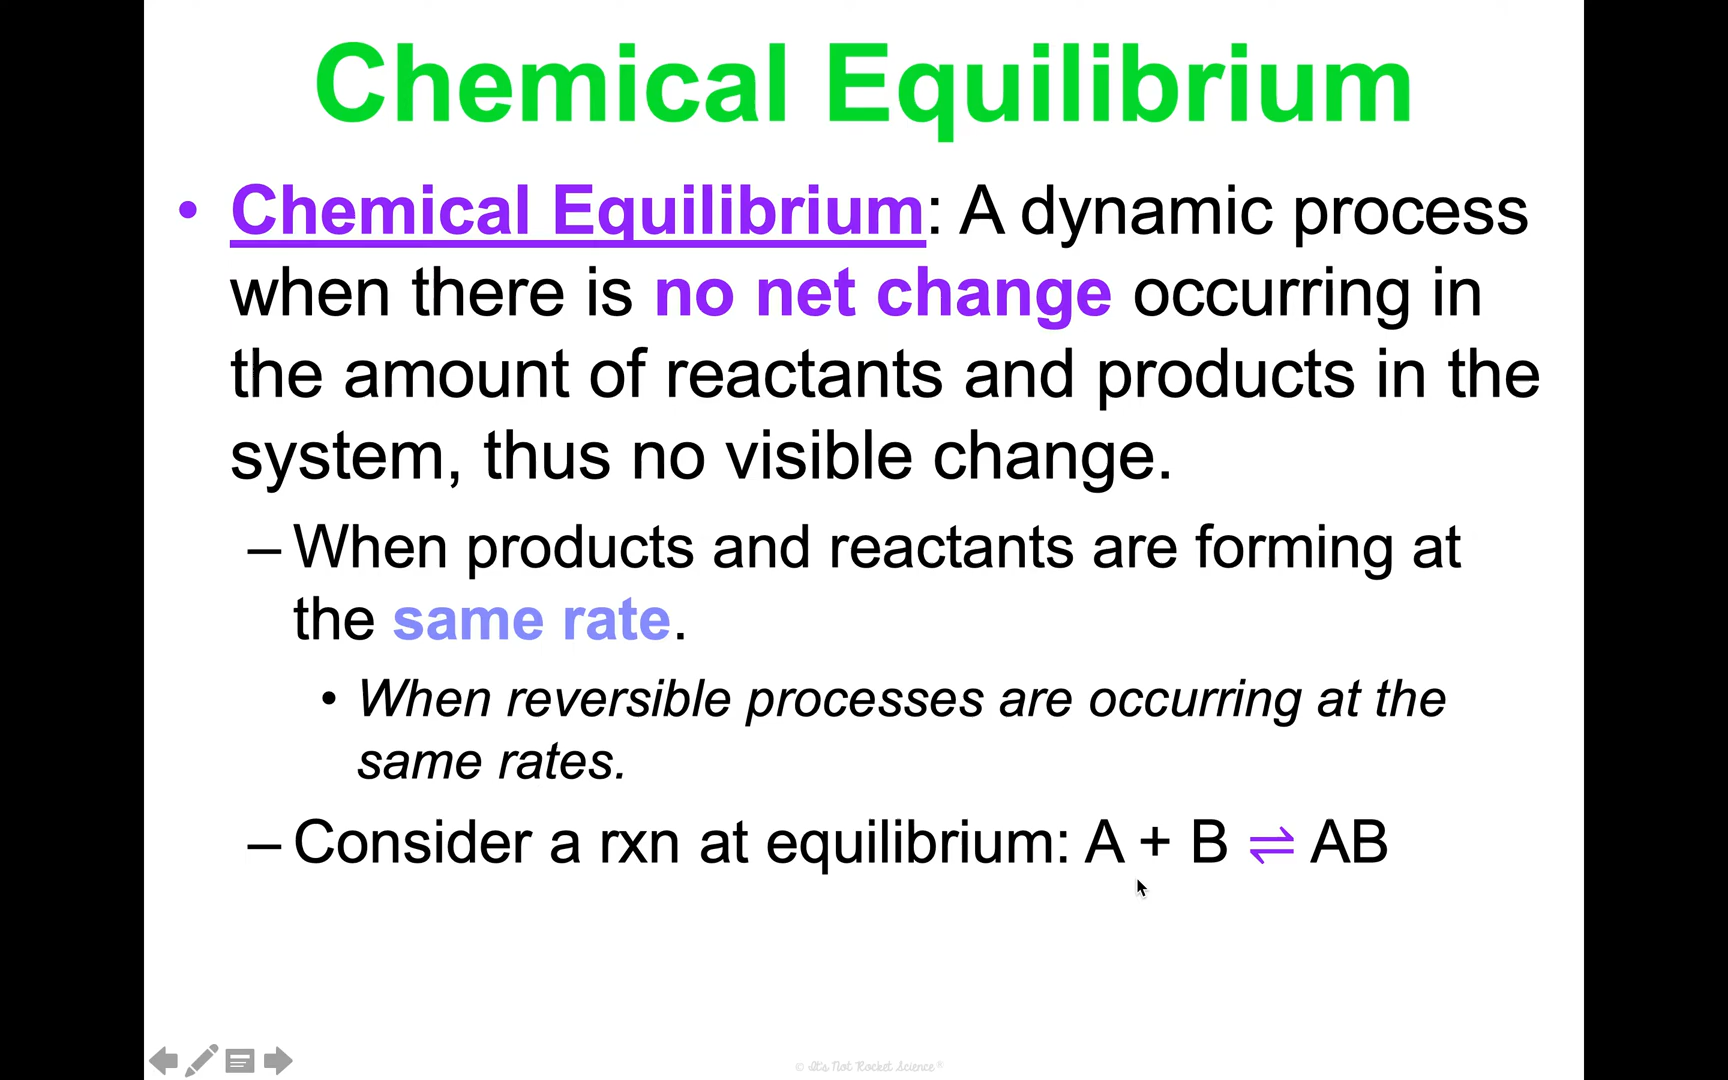 Chemical Equilibrium
• Chemical Equilibrium: A dynamic process
when there is no net change occurring in
the amount of reactants and products in the
system, thus no visible change.
– When products and reactants are forming at
the same rate.
• When reversible processes are occurring at the
same rates.
– Consider a rxn at equilibrium: A + B ⇌ AB
© It's Not Rocket Science®